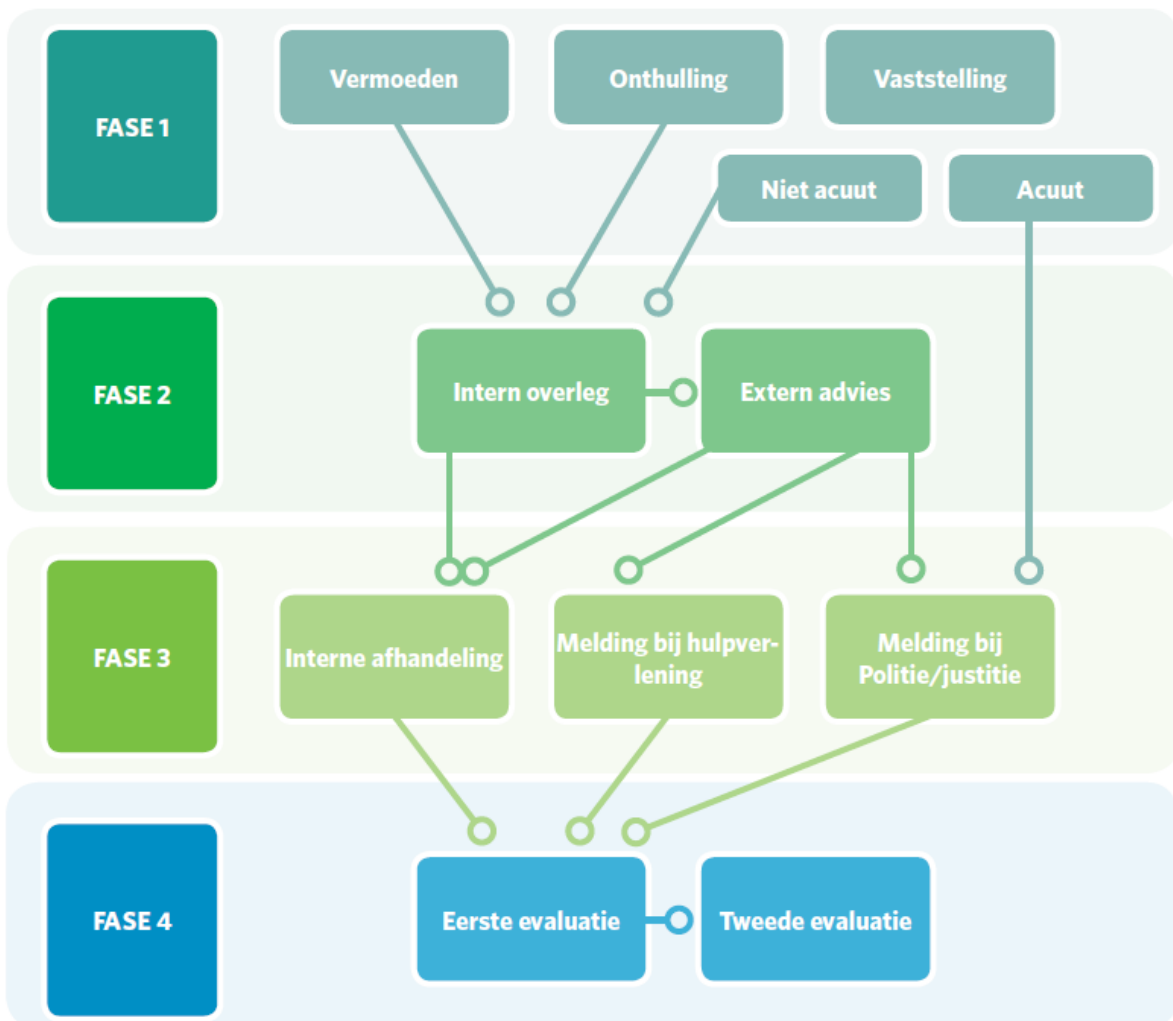 FASE 1
Vermoeden
Onthulling
Vaststelling
Niet acuut
Acuut
FASE 2
Intern overleg
Extern advies
FASE 3
Interne afhandeling
Melding bij hulpver-
lening
Melding bij
Politie/justitie
FASE 4
Eerste evaluatie
Tweede evaluatie